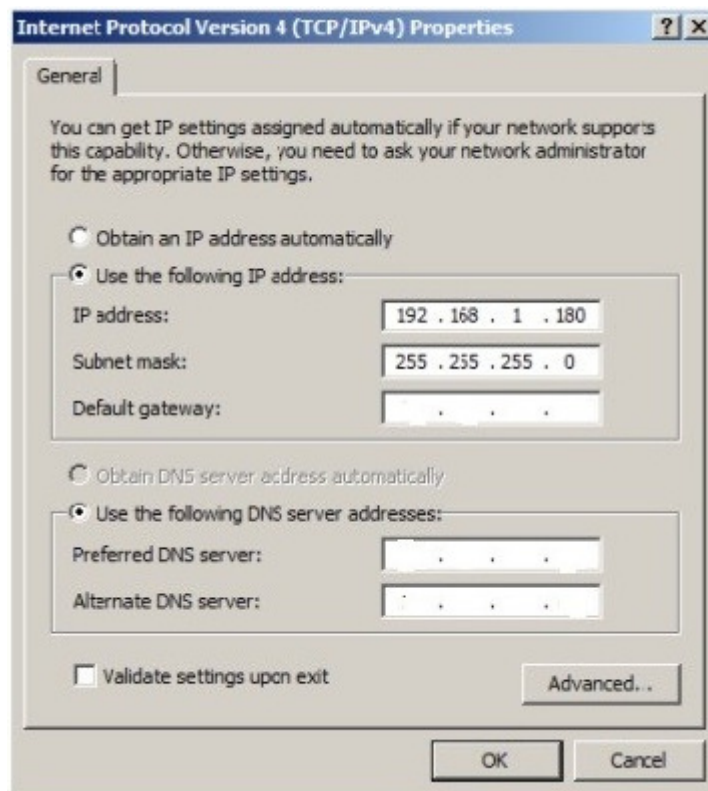 Internet Protocol Version 4 (TCP/IPv4) Properties
General
You can get IP settings assigned automatically if your network supports
this capability. Otherwise, you need to ask your network administrator
for the appropriate IP settings.
Obtain an IP address automatically
Use the following IP address:
IP address: 192 . 168 . 1 . 180
Subnet mask: 255 . 255 . 255 . 0
Default gateway: . . .
Obtain DNS server address automatically
Use the following DNS server addresses:
Preferred DNS server: . . .
Alternate DNS server: . . .
Validate settings upon exit
Advanced...
OK Cancel